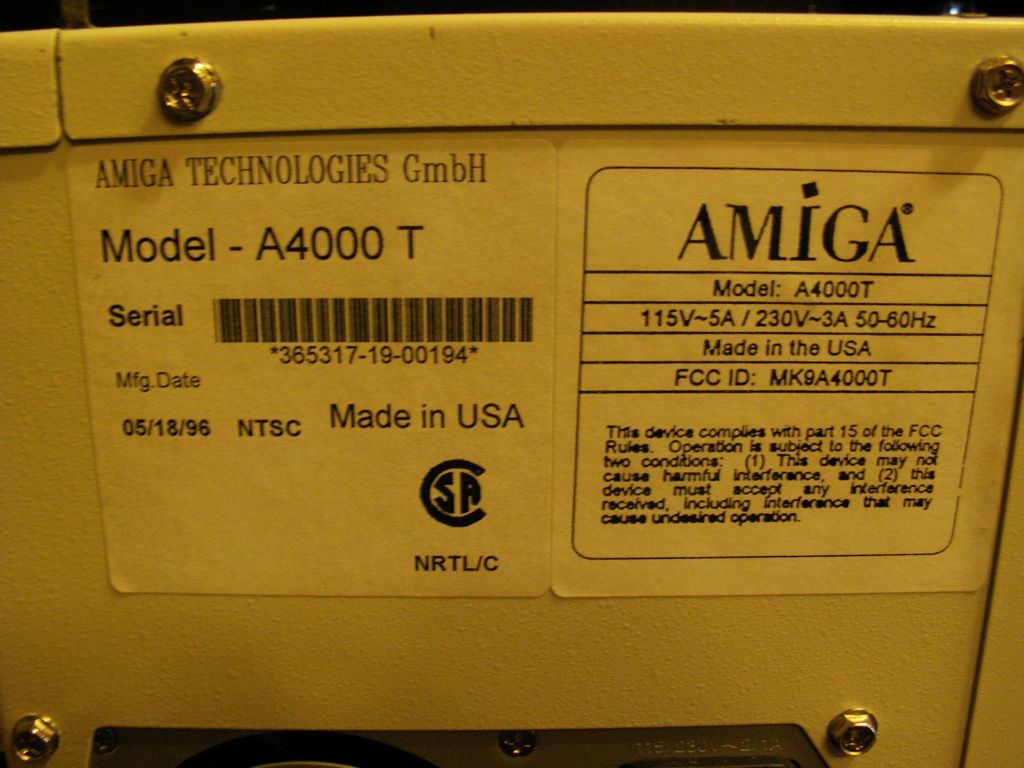 AMIGA TECHNOLOGIES GmbH
Model - A4000 T
Serial
*365317-19-00194*
Mfg.Date
05/18/96 NTSC Made in USA
SA
NRTL/C
AMIGA®
Model: A4000T
115V~5A / 230V~3A 50-60Hz
Made in the USA
FCC ID: MK9A4000T
This device complies with part 15 of the FCC
Rules. Operation is subject to the following
two conditions: (1) This device may not
cause harmful interference, and (2) this
device must accept any interference
received, including interference that may
cause undesired operation.